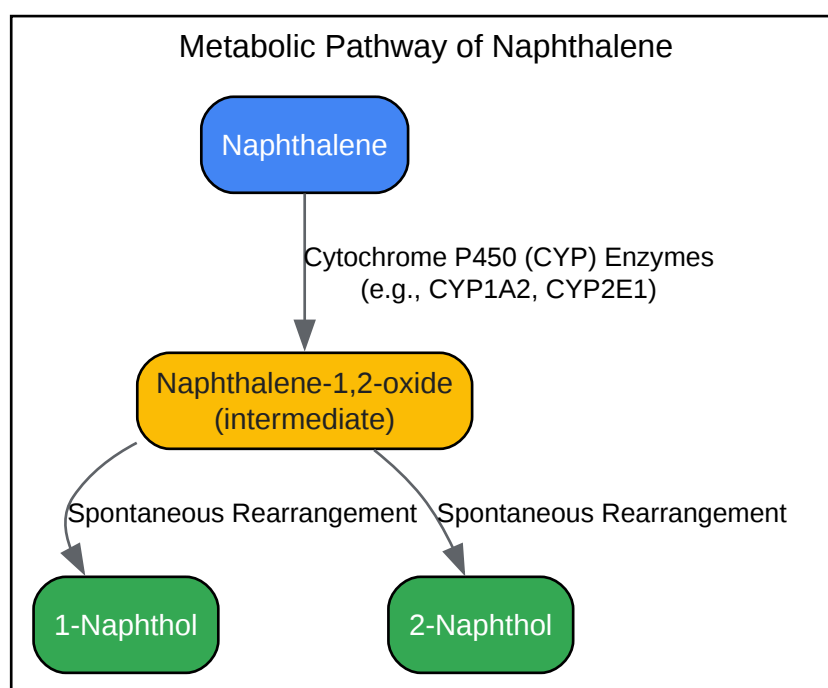 Metabolic Pathway of Naphthalene
Naphthalene
Cytochrome P450 (CYP) Enzymes
(e.g., CYP1A2, CYP2E1)
Naphthalene-1,2-oxide
(intermediate)
Spontaneous Rearrangement
Spontaneous Rearrangement
1-Naphthol
2-Naphthol